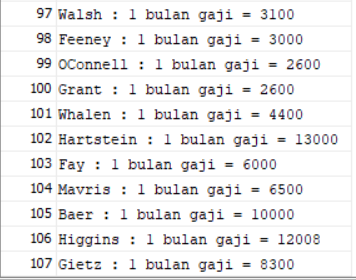 97 Walsh : 1 bulan gaji = 3100
98 Feeney : 1 bulan gaji = 3000
99 OConnell : 1 bulan gaji = 2600
100 Grant : 1 bulan gaji = 2600
101 Whalen : 1 bulan gaji = 4400
102 Hartstein : 1 bulan gaji = 13000
103 Fay : 1 bulan gaji = 6000
104 Mavris : 1 bulan gaji = 6500
105 Baer : 1 bulan gaji = 10000
106 Higgins : 1 bulan gaji = 12008
107 Gietz : 1 bulan gaji = 8300